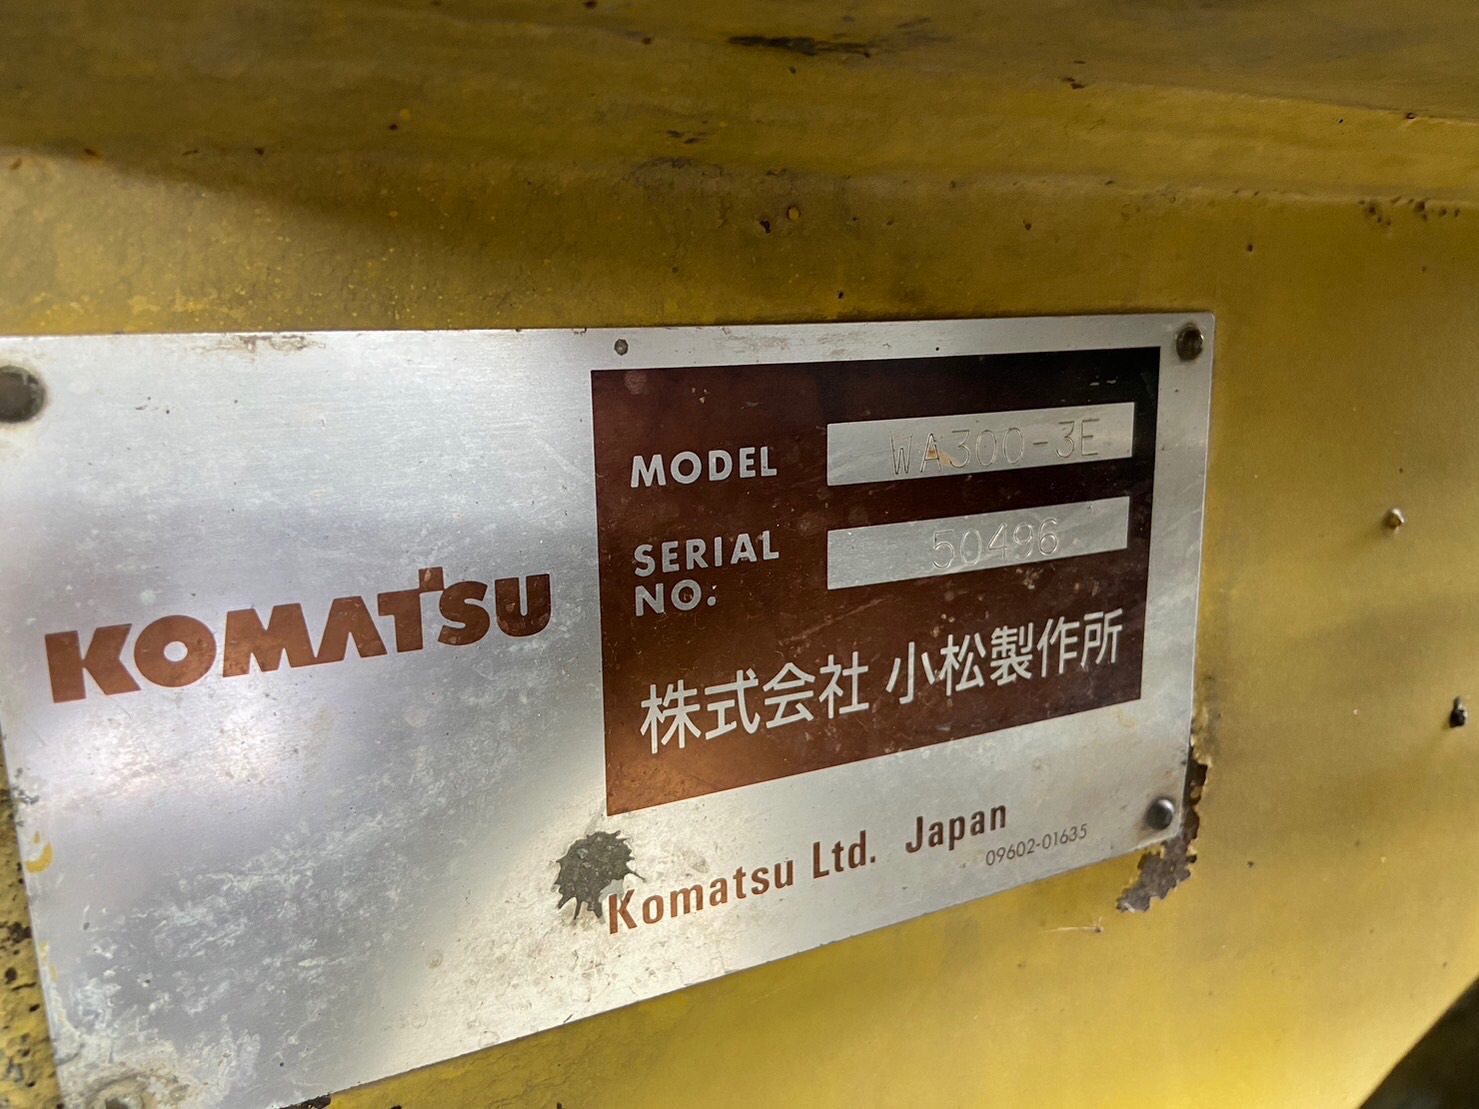 KOMATSU
MODEL WA300-3E
SERIAL NO: 50496
株式会社 小松製作所
Komatsu Ltd. Japan
09602-01635